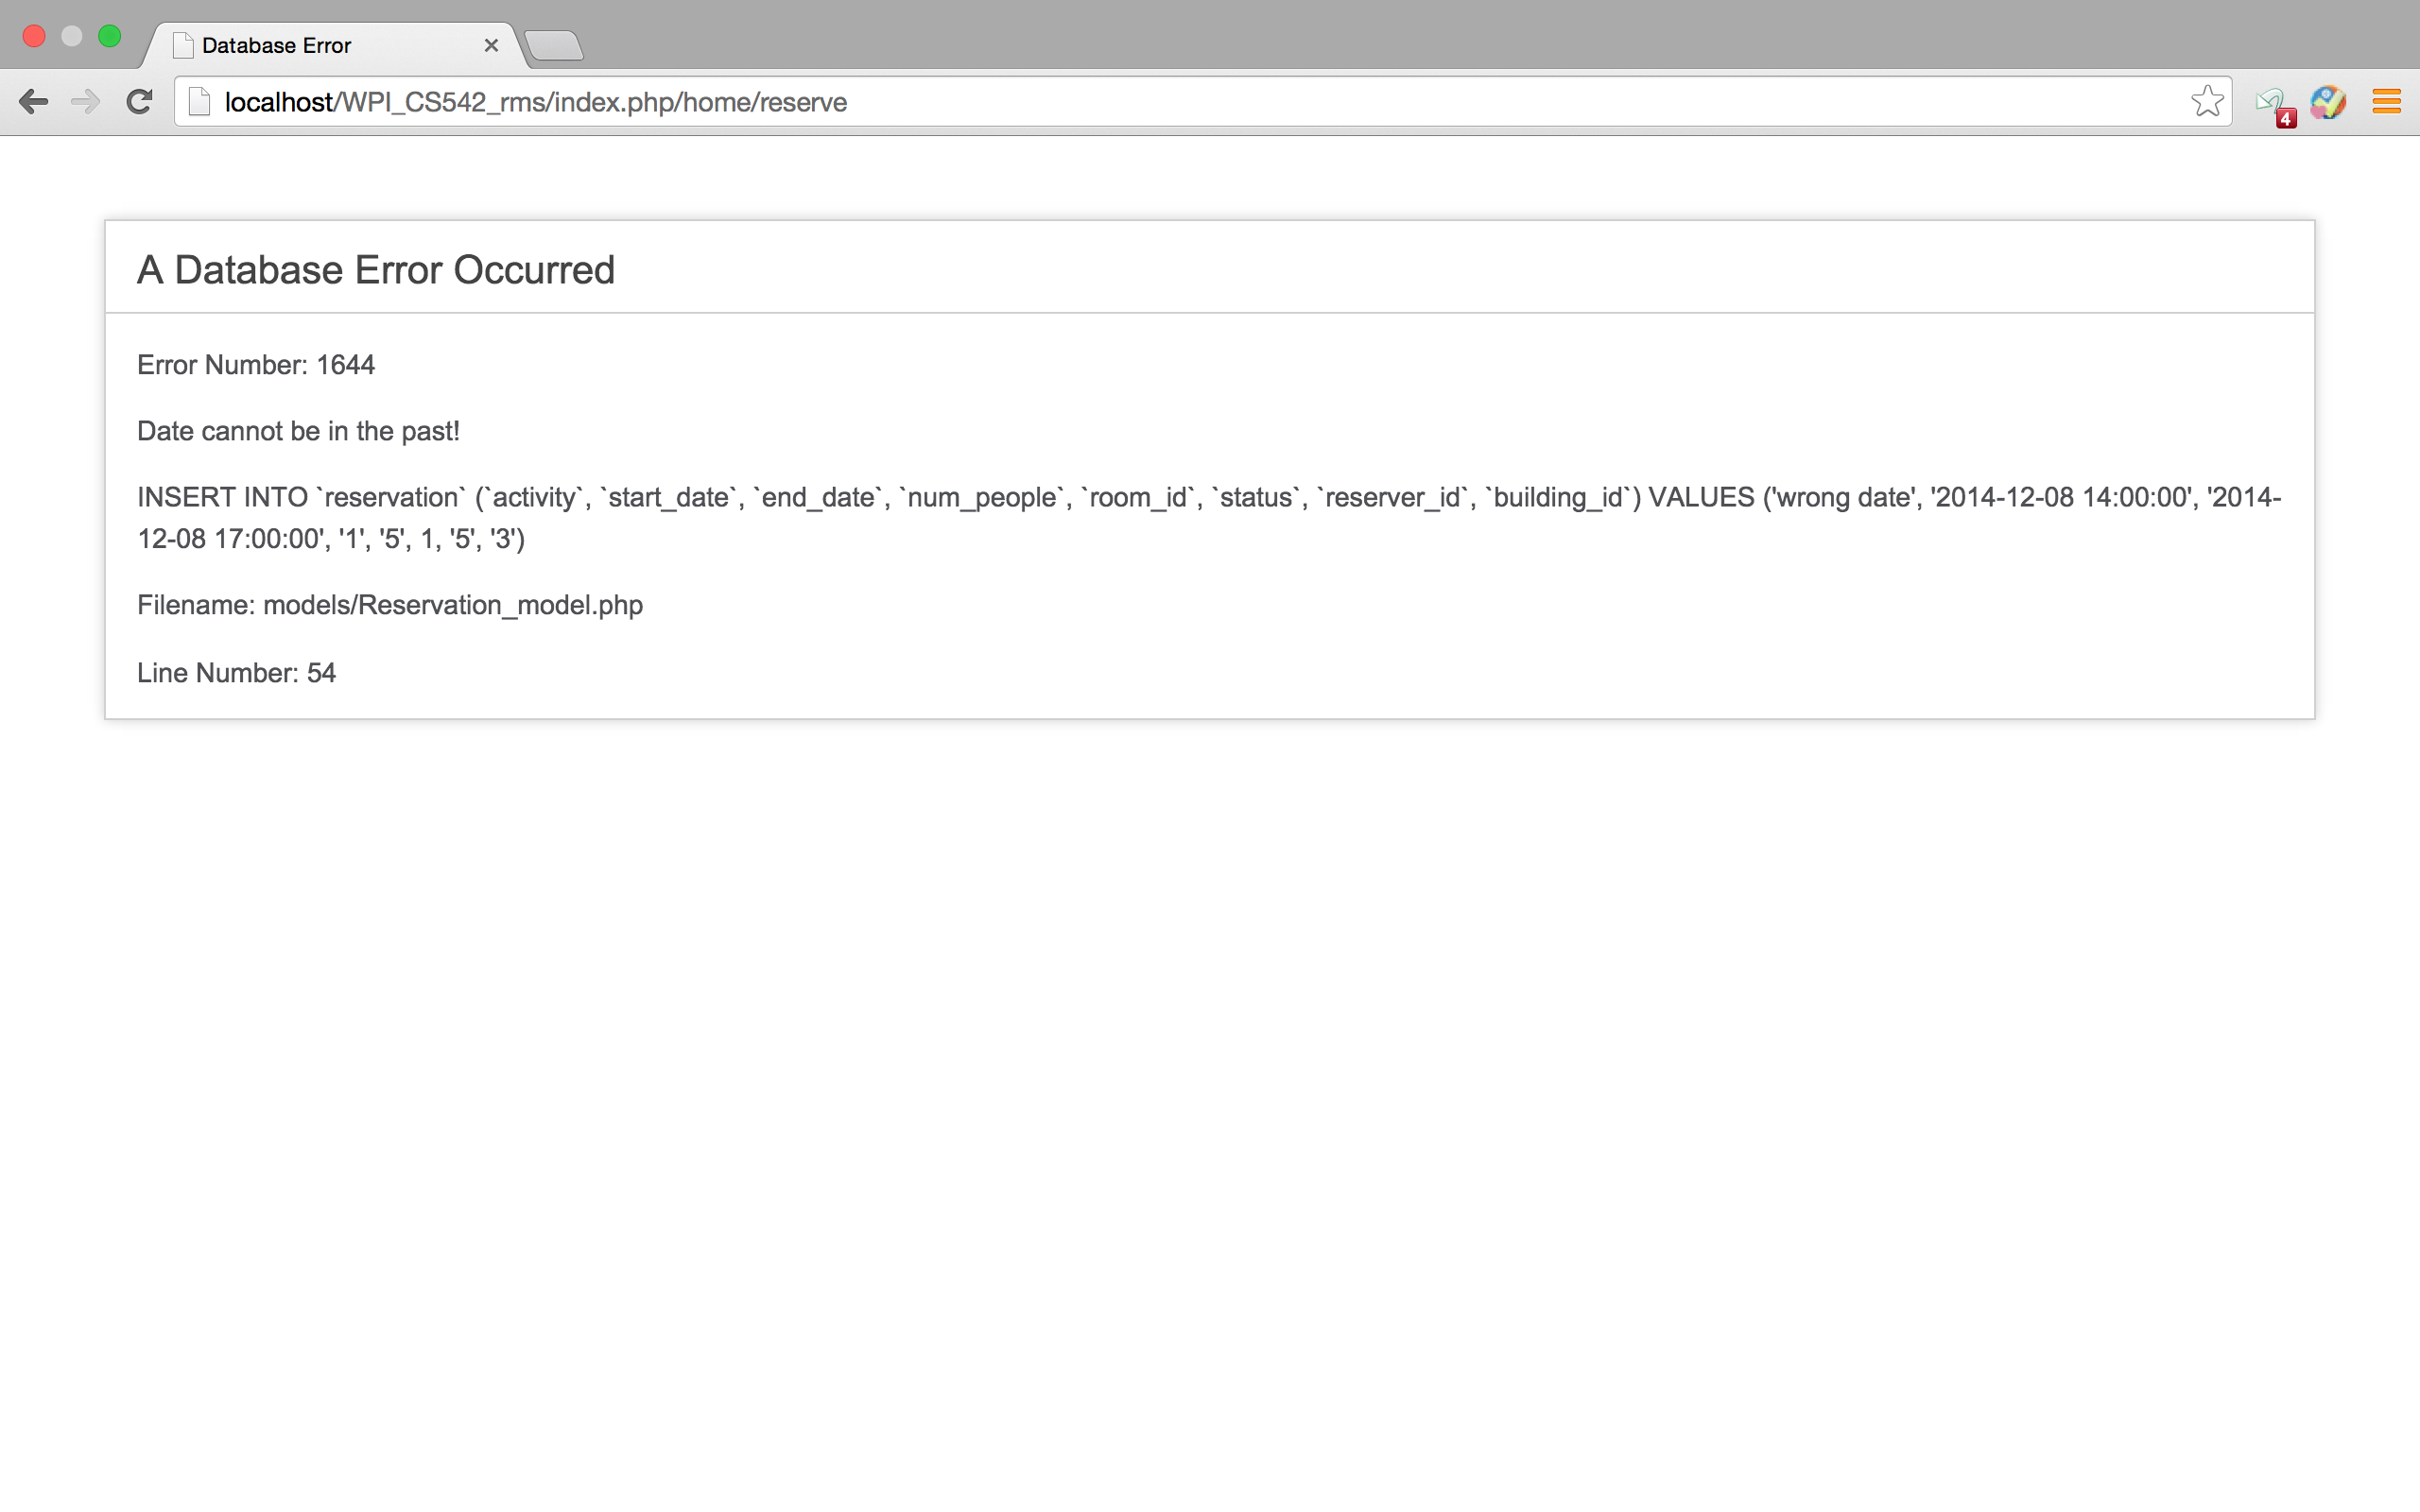 Database Error
localhost/WPI_CS542_rms/index.php/home/reserve
4
A Database Error Occurred
Error Number: 1644
Date cannot be in the past!
INSERT INTO `reservation` (`activity`, `start_date`, `end_date`, `num_people`, `room_id`, `status`, `reserver_id`, `building_id`) VALUES ('wrong date', '2014-12-08 14:00:00', '2014-
12-08 17:00:00', '1', '5', 1, '5', '3')
Filename: models/Reservation_model.php
Line Number: 54